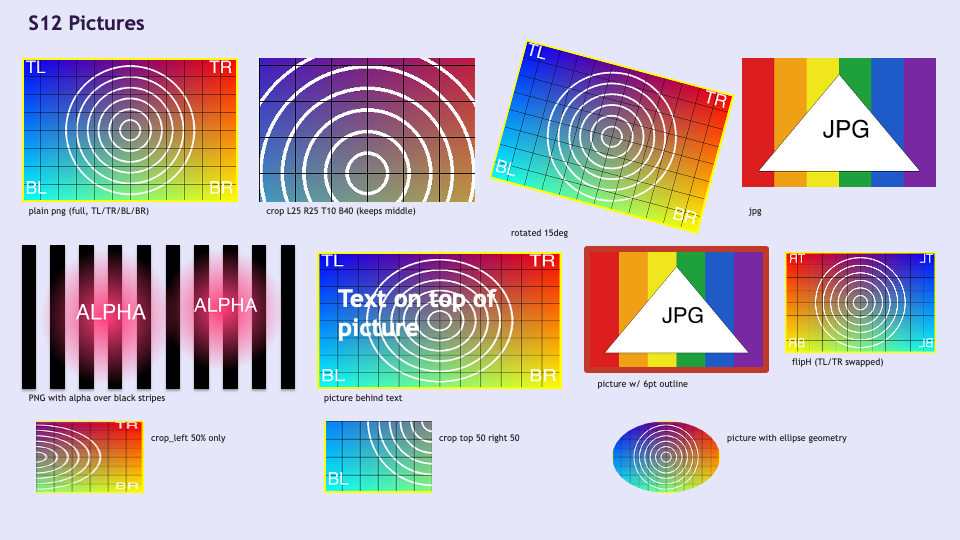 S12 Pictures
TL TR
BL BR
plain png (full, TL/TR/BL/BR)
crop L25 R25 T10 B40 (keeps middle)
TL
TR
BL
BR
rotated 15deg
JPG
jpg
ALPHA ALPHA
PNG with alpha over black stripes
TL TR
Text on top of
picture
BL BR
picture behind text
JPG
picture w/ 6pt outline
TR TL
BR BL
flipH (TL/TR swapped)
TR
BR
crop_left 50% only
BL
crop top 50 right 50
picture with ellipse geometry